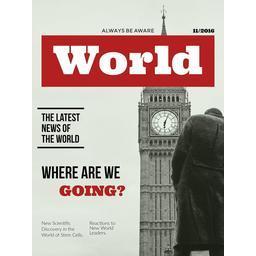 ALWAYS BE AWARE 11/2016
World
THE LATEST
NEWS OF
THE WORLD
WHERE ARE WE
GOING?
New Scientific
Discovery in the
World of Stem Cells.
Reactions to
New World
Leaders.